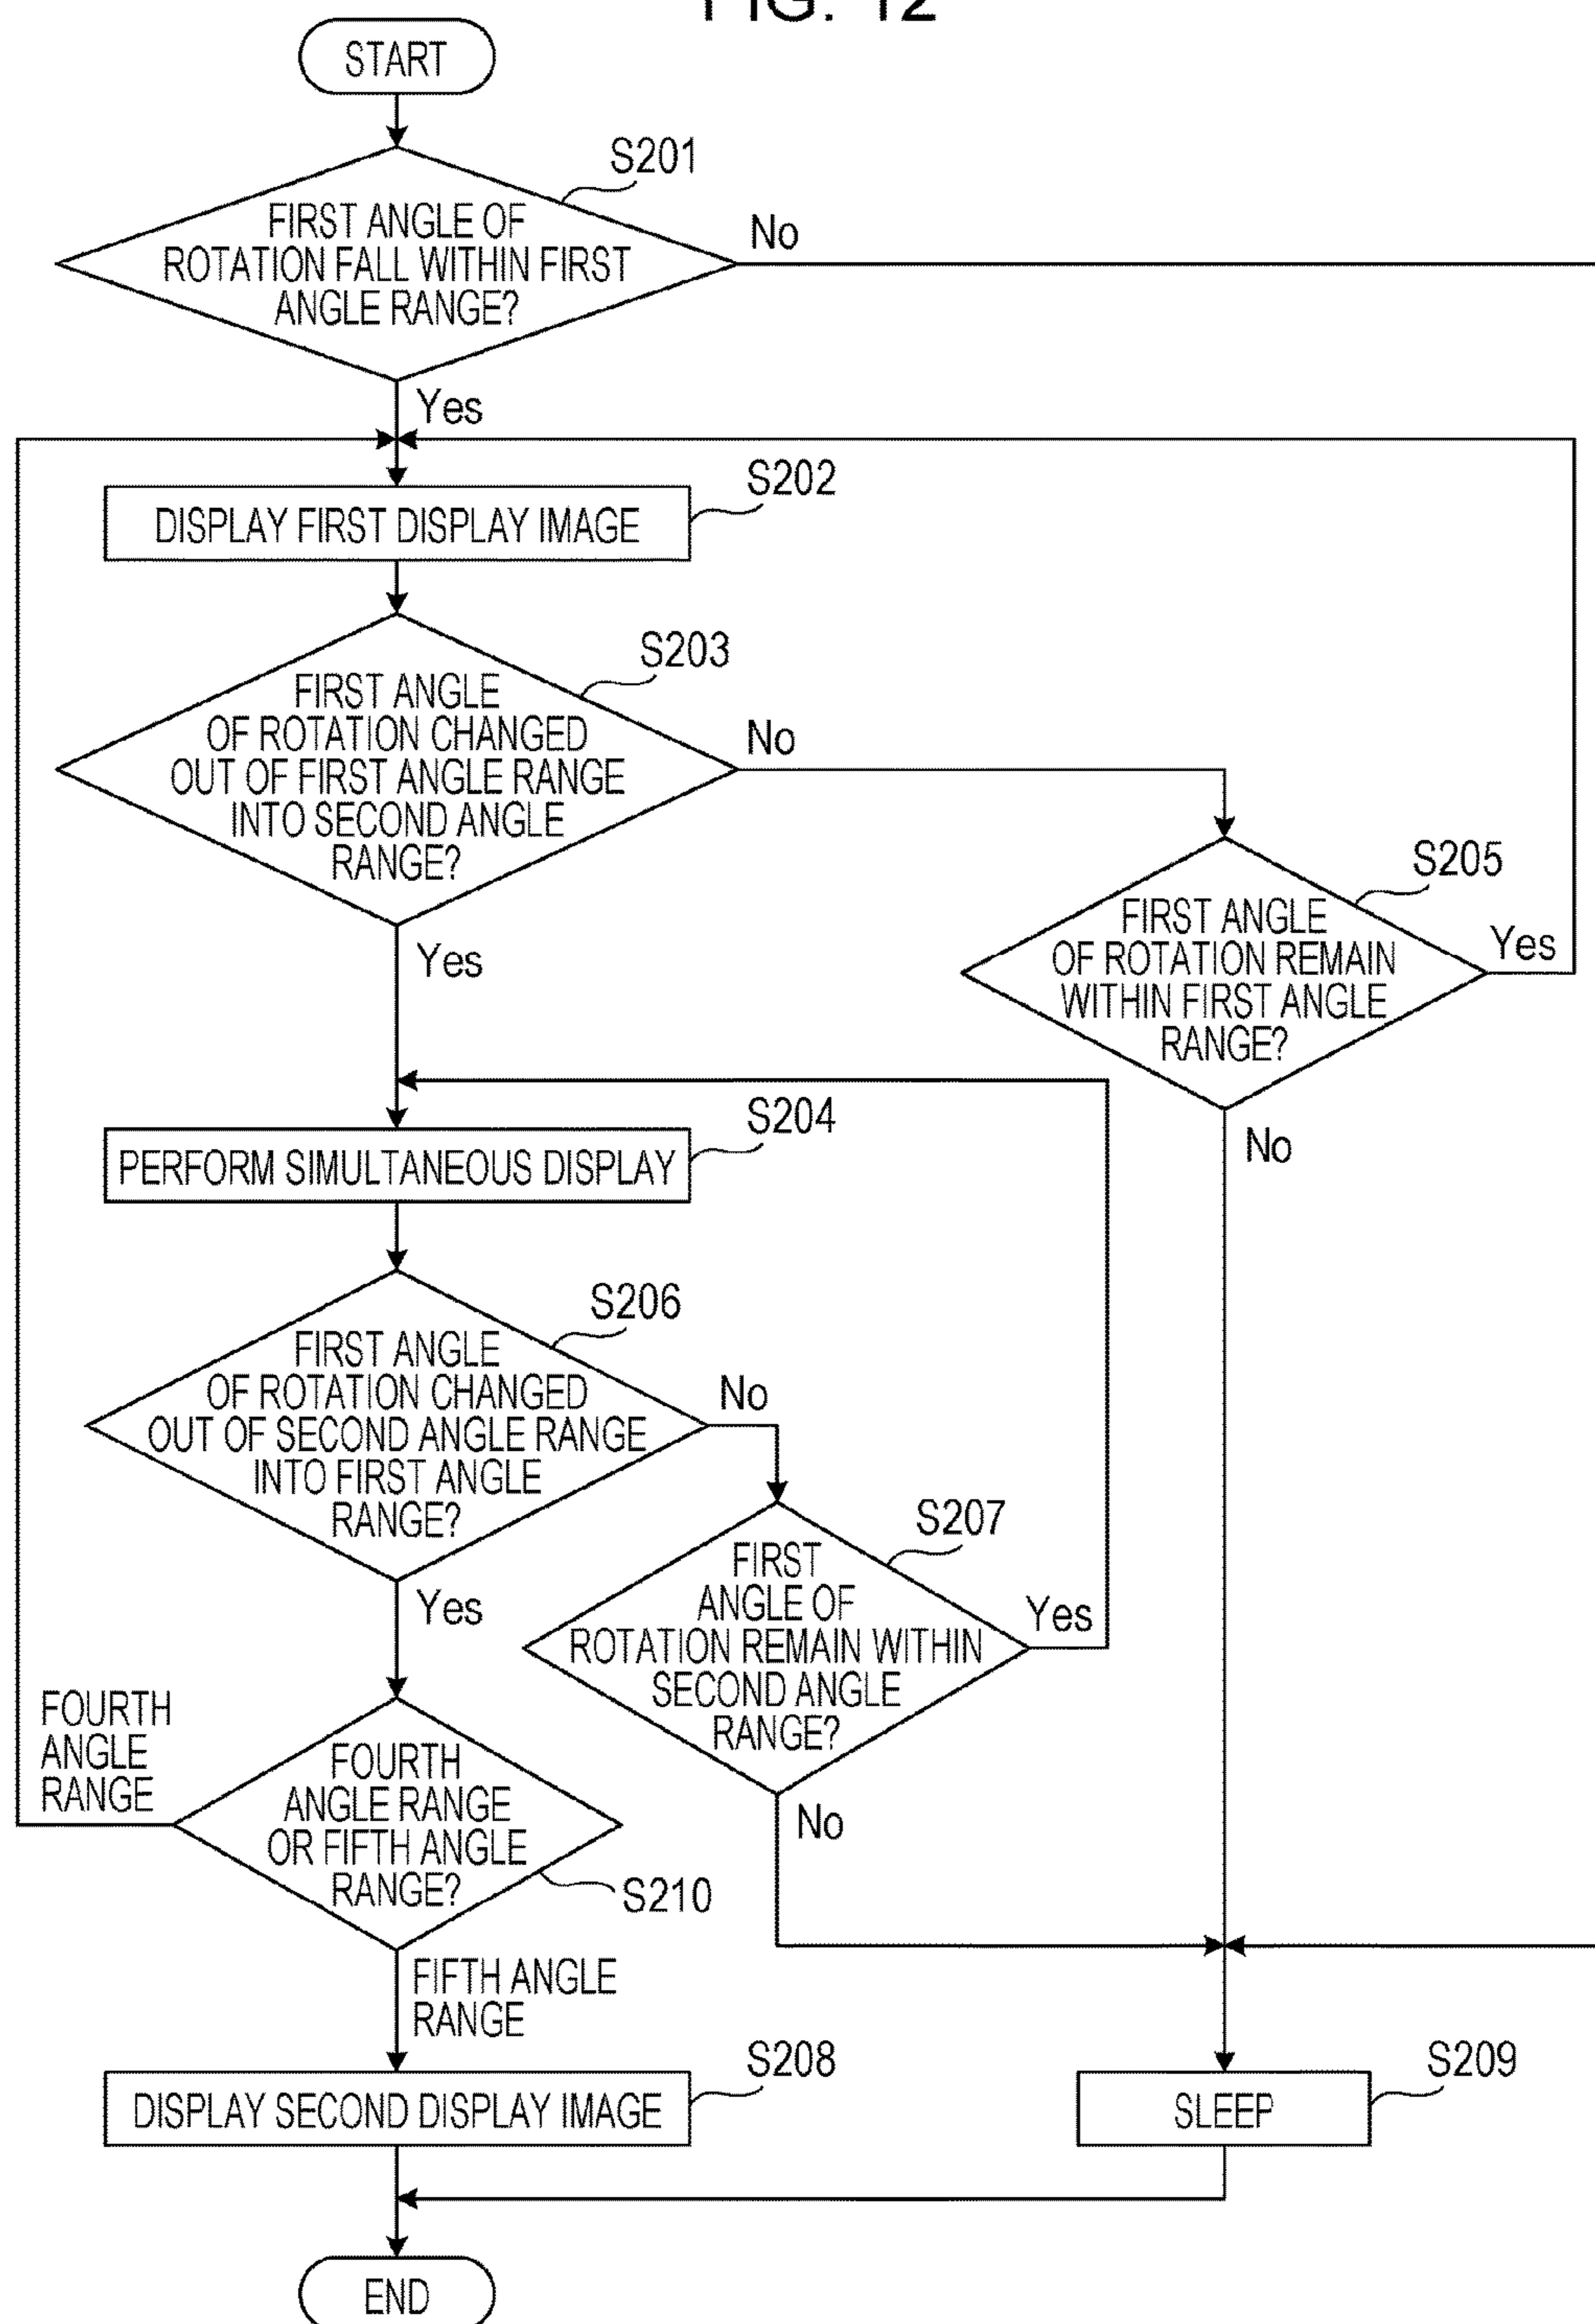 FIG. 12
START
S201
FIRST ANGLE OF
ROTATION FALL WITHIN FIRST
ANGLE RANGE?
No
Yes
S202
DISPLAY FIRST DISPLAY IMAGE
S203
FIRST ANGLE
OF ROTATION CHANGED
OUT OF FIRST ANGLE RANGE
INTO SECOND ANGLE
RANGE?
No
Yes
S205
FIRST ANGLE
OF ROTATION REMAIN
WITHIN FIRST ANGLE
RANGE?
Yes
No
S204
PERFORM SIMULTANEOUS DISPLAY
S206
FIRST ANGLE
OF ROTATION CHANGED
OUT OF SECOND ANGLE RANGE
INTO FIRST ANGLE
RANGE?
No
Yes
S207
FIRST
ANGLE OF
ROTATION REMAIN WITHIN
SECOND ANGLE
RANGE?
Yes
No
FOURTH
ANGLE
RANGE
FOURTH
ANGLE RANGE
OR FIFTH ANGLE
RANGE?
S210
FIFTH ANGLE
RANGE
S208
DISPLAY SECOND DISPLAY IMAGE
S209
SLEEP
END